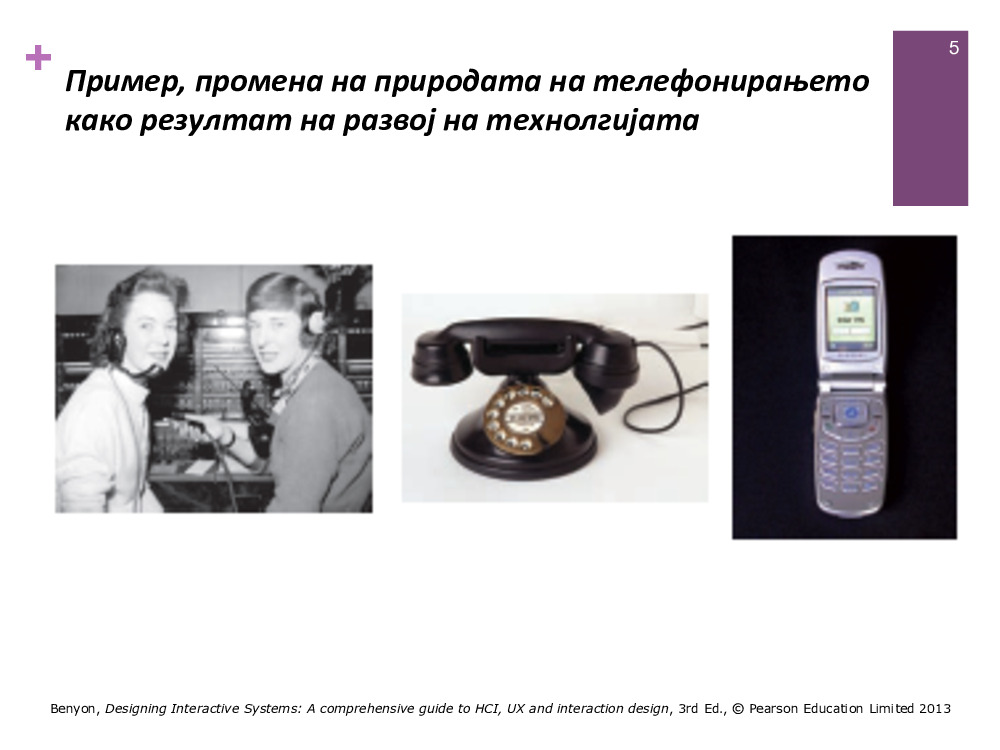 5
Пример, промена на природата на телефонирањето
како резултат на развој на технолгијата
Benyon, Designing Interactive Systems: A comprehensive guide to HCI, UX and interaction design, 3rd Ed., © Pearson Education Limited 2013